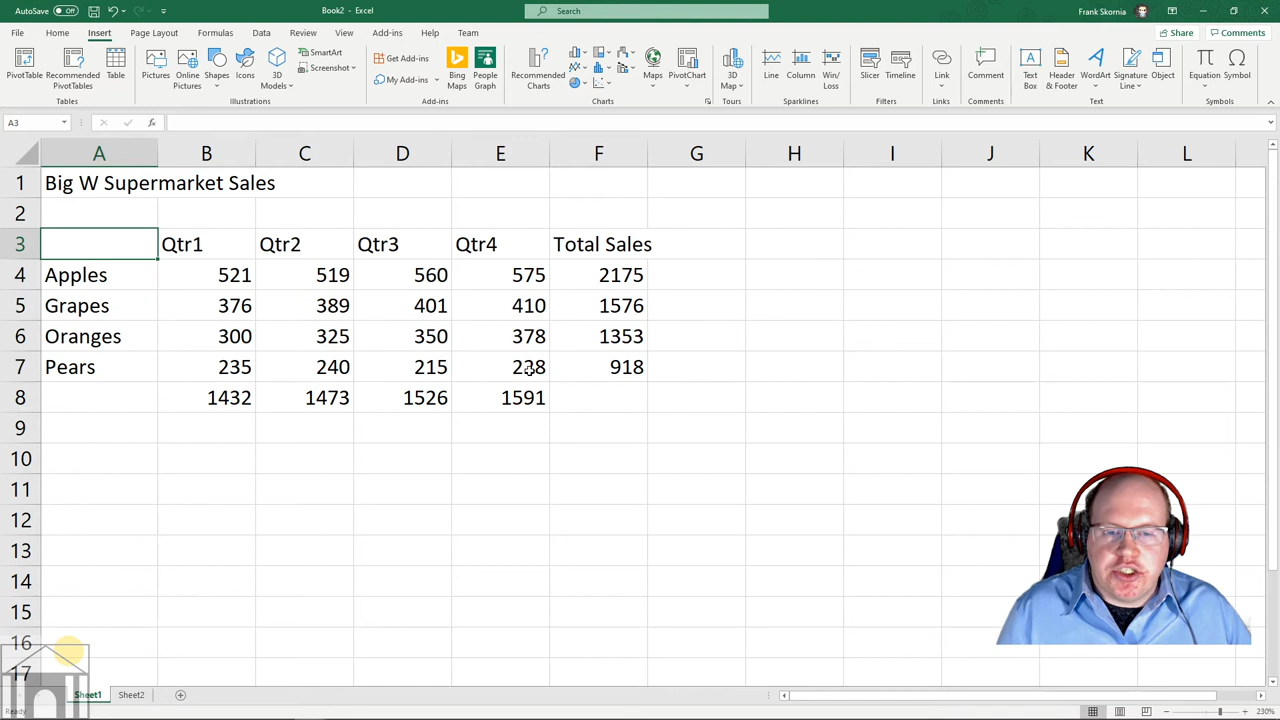 AutoSave Off Book2 - Excel Search Frank Skornia
File Home Insert Page Layout Formulas Data Review View Add-ins Help Team Share Comments
PivotTable Recommended PivotTables Table
Tables
Pictures Online Pictures Shapes Icons 3D Models SmartArt Screenshot
Illustrations
Get Add-ins My Add-ins Bing Maps People Graph
Add-ins
Recommended Charts Maps PivotChart
Charts
3D Map
Tours
Line Column Win/Loss
Sparklines
Slicer Timeline
Filters
Link
Links
Comment
Comments
Text Box Header & Footer WordArt Signature Line Object
Text
Equation Symbol
Symbols
A3 fx
A B C D E F G H I J K L
1 Big W Supermarket Sales
2
3 Qtr1 Qtr2 Qtr3 Qtr4 Total Sales
4 Apples 521 519 560 575 2175
5 Grapes 376 389 401 410 1576
6 Oranges 300 325 350 378 1353
7 Pears 235 240 215 228 918
8 1432 1473 1526 1591
9
10
11
12
13
14
15
16
17
Sheet1 Sheet2
Ready 230%